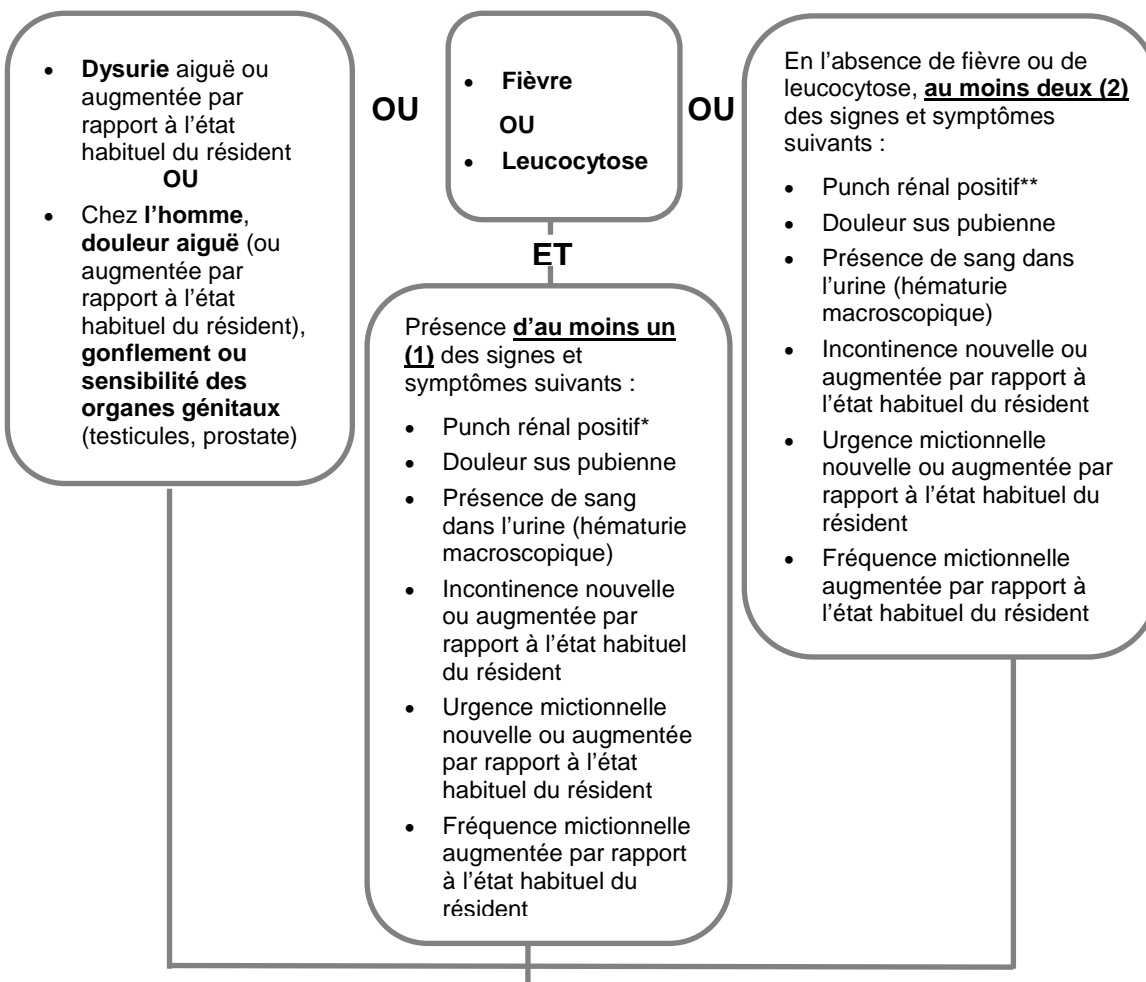 • Dysurie aiguë ou
augmentée par
rapport à l'état
habituel du résident
OU
• Chez l'homme,
douleur aiguë (ou
augmentée par
rapport à l'état
habituel du résident),
gonflement ou
sensibilité des
organes génitaux
(testicules, prostate)
OU
• Fièvre
OU
• Leucocytose
ET
Présence d'au moins un
(1) des signes et
symptômes suivants :
• Punch rénal positif*
• Douleur sus pubienne
• Présence de sang
dans l'urine (hématurie
macroscopique)
• Incontinence nouvelle
ou augmentée par
rapport à l'état habituel
du résident
• Urgence mictionnelle
nouvelle ou augmentée
par rapport à l'état
habituel du résident
• Fréquence mictionnelle
augmentée par rapport
à l'état habituel du
résident
OU
En l'absence de fièvre ou de
leucocytose, au moins deux (2)
des signes et symptômes
suivants :
• Punch rénal positif**
• Douleur sus pubienne
• Présence de sang dans
l'urine (hématurie
macroscopique)
• Incontinence nouvelle ou
augmentée par rapport à
l'état habituel du résident
• Urgence mictionnelle
nouvelle ou augmentée par
rapport à l'état habituel du
résident
• Fréquence mictionnelle
augmentée par rapport à
l'état habituel du résident